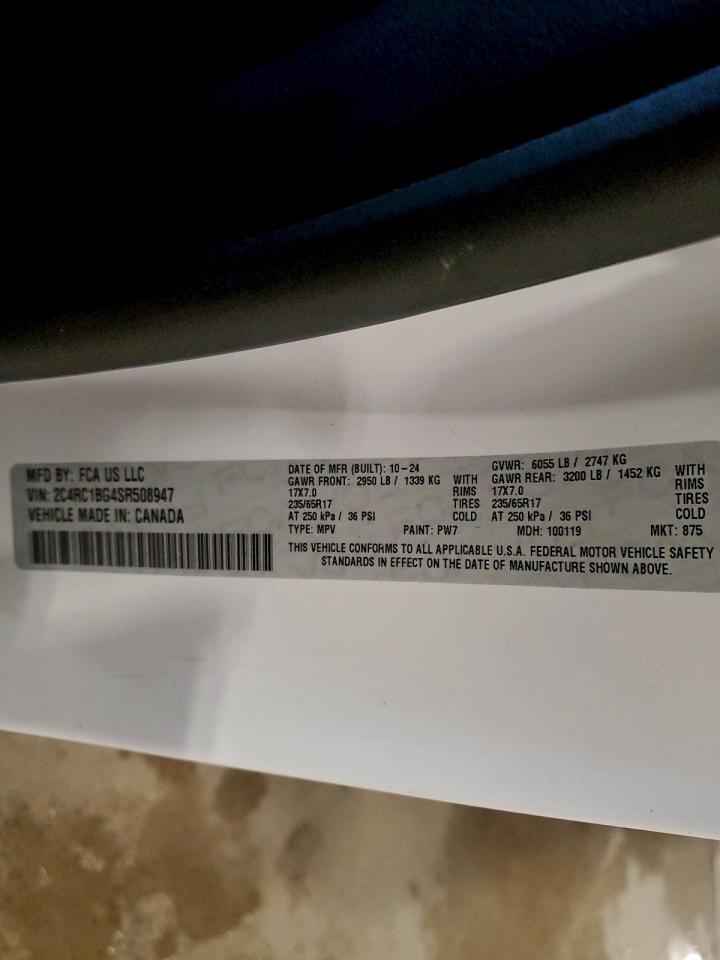 MFD BY: FCA US LLC
VIN: 2C4RC1BG4SR508947
VEHICLE MADE IN: CANADA
DATE OF MFR (BUILT): 10-24
GAWR FRONT: 2950 LB / 1339 KG WITH
17X7.0 RIMS
235/65R17 TIRES
AT 250 kPa / 36 PSI COLD
TYPE: MPV PAINT: PW7
GVWR: 6055 LB / 2747 KG
GAWR REAR: 3200 LB / 1452 KG WITH
17X7.0 RIMS
235/65R17 TIRES
AT 250 kPa / 36 PSI COLD
MDH: 100119 MKT: 875
THIS VEHICLE CONFORMS TO ALL APPLICABLE U.S.A. FEDERAL MOTOR VEHICLE SAFETY
STANDARDS IN EFFECT ON THE DATE OF MANUFACTURE SHOWN ABOVE.